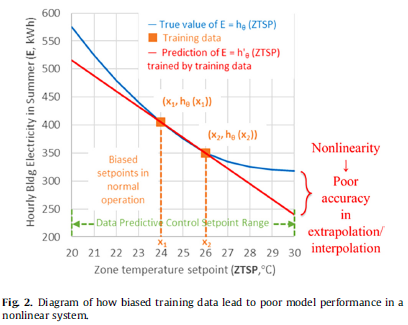 Hourly Bldg Electricity in Summer (E, kWh)
600
550
500
450
400
350
300
250
200
True value of E = hθ (ZTSP)
Training data
Prediction of E = h'θ (ZTSP)
trained by training data
(x₁, hθ (x₁))
(x₂, hθ (x₂))
Biased
setpoints in
normal
operation
Data Predictive Control Setpoint Range
20 21 22 23 24 25 26 27 28 29 30
x₁ x₂
Zone temperature setpoint (ZTSP,°C)
Nonlinearity
↓
Poor
accuracy
in
extrapolation/
interpolation
Fig. 2. Diagram of how biased training data lead to poor model performance in a
nonlinear system.